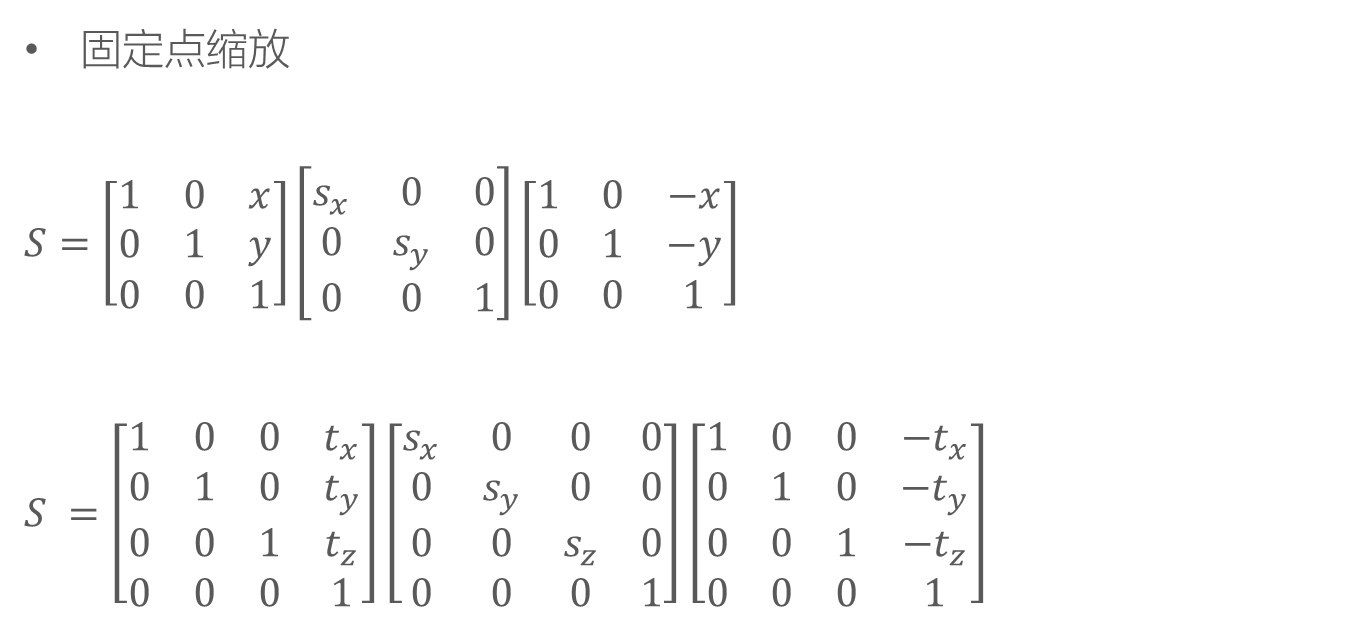 • 固定点缩放
S = [1 0 x; 0 1 y; 0 0 1] [s_x 0 0; 0 s_y 0; 0 0 1] [1 0 −x; 0 1 −y; 0 0 1]
S = [1 0 0 t_x; 0 1 0 t_y; 0 0 1 t_z; 0 0 0 1] [s_x 0 0 0; 0 s_y 0 0; 0 0 s_z 0; 0 0 0 1] [1 0 0 −t_x; 0 1 0 −t_y; 0 0 1 −t_z; 0 0 0 1]